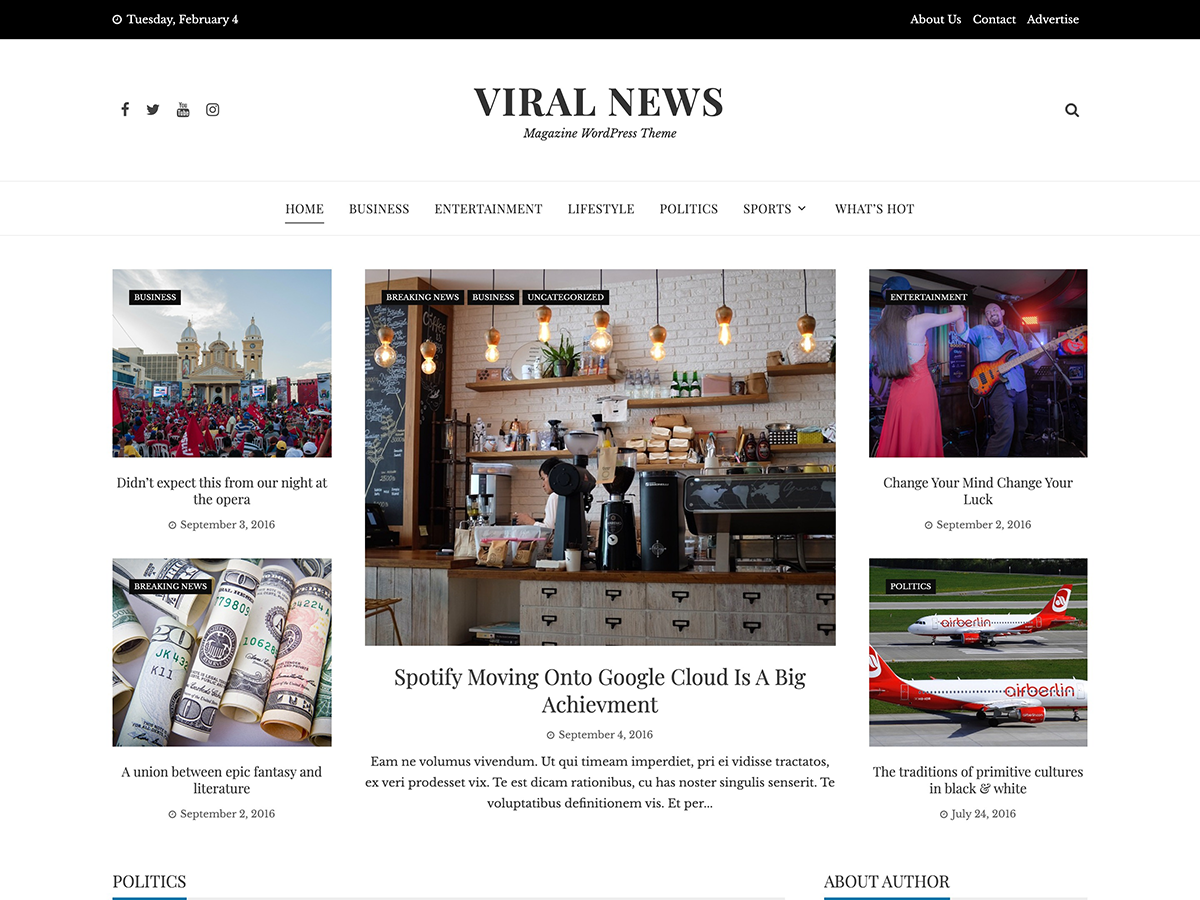 Tuesday, February 4
About Us Contact Advertise
VIRAL NEWS
Magazine WordPress Theme
HOME BUSINESS ENTERTAINMENT LIFESTYLE POLITICS SPORTS WHAT'S HOT
BUSINESS
Didn't expect this from our night at
the opera
September 3, 2016
BREAKING NEWS
A union between epic fantasy and
literature
September 2, 2016
BREAKING NEWS BUSINESS UNCATEGORIZED
Spotify Moving Onto Google Cloud Is A Big
Achievment
September 4, 2016
Eam ne volumus vivendum. Ut qui timeam imperdiet, pri ei vidisse tractatos,
ex veri prodesset vix. Te est dicam rationibus, cu has noster singulis senserit. Te
voluptatibus definitionem vis. Et per...
ENTERTAINMENT
Change Your Mind Change Your
Luck
September 2, 2016
POLITICS
airberlin
airberlin
The traditions of primitive cultures
in black & white
July 24, 2016
POLITICS
ABOUT AUTHOR